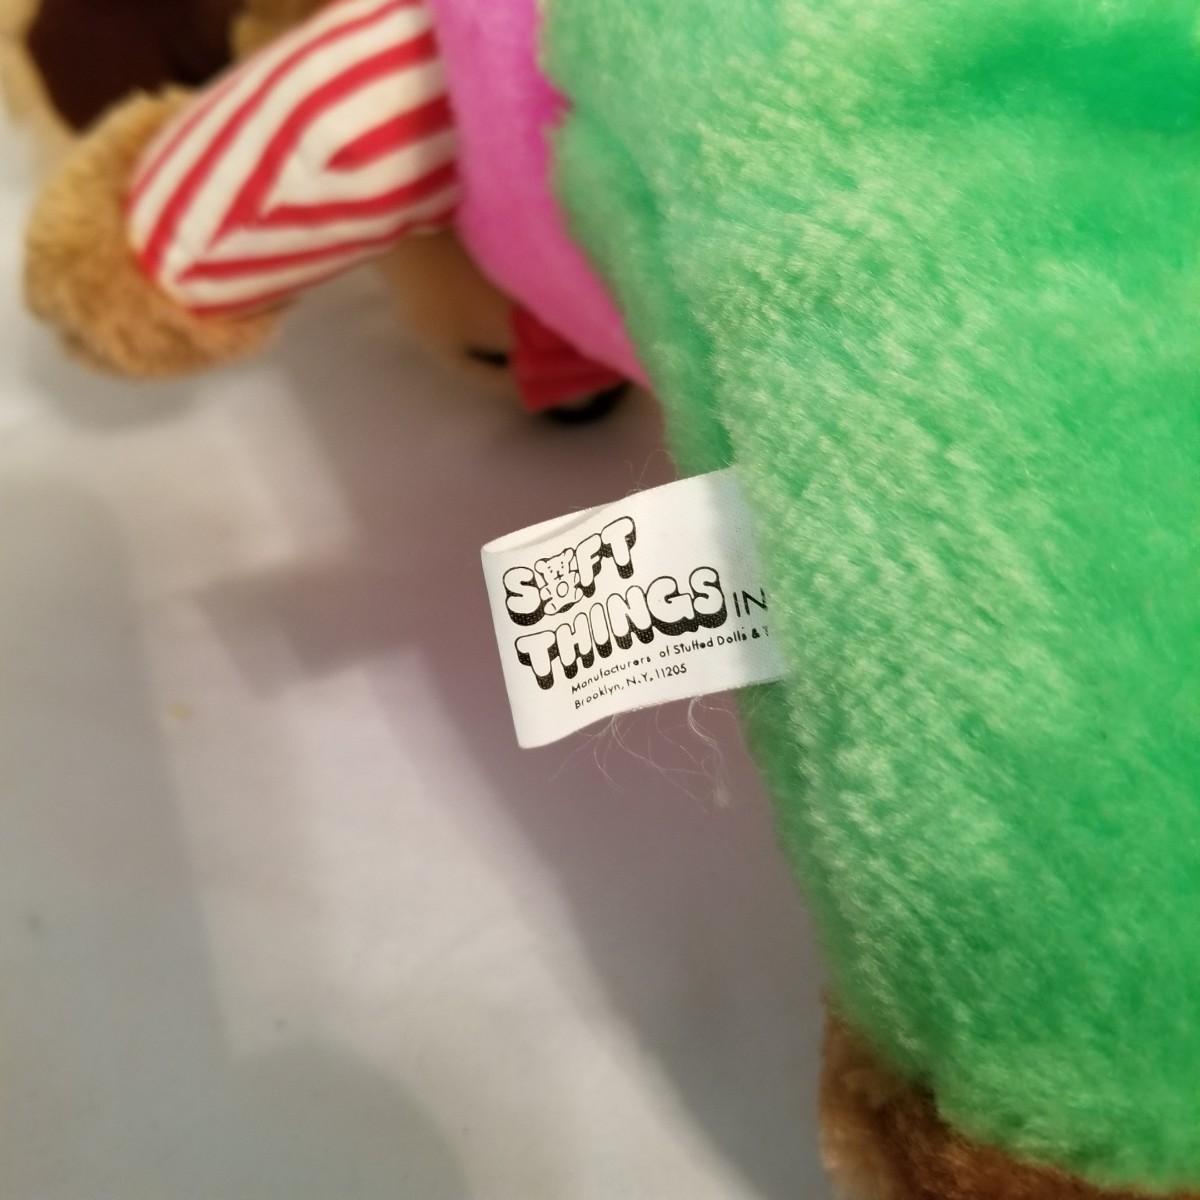 SOFT
THINGS IN
Manufacturers of Stuffed Dolls &
Brooklyn, N.Y. 11205